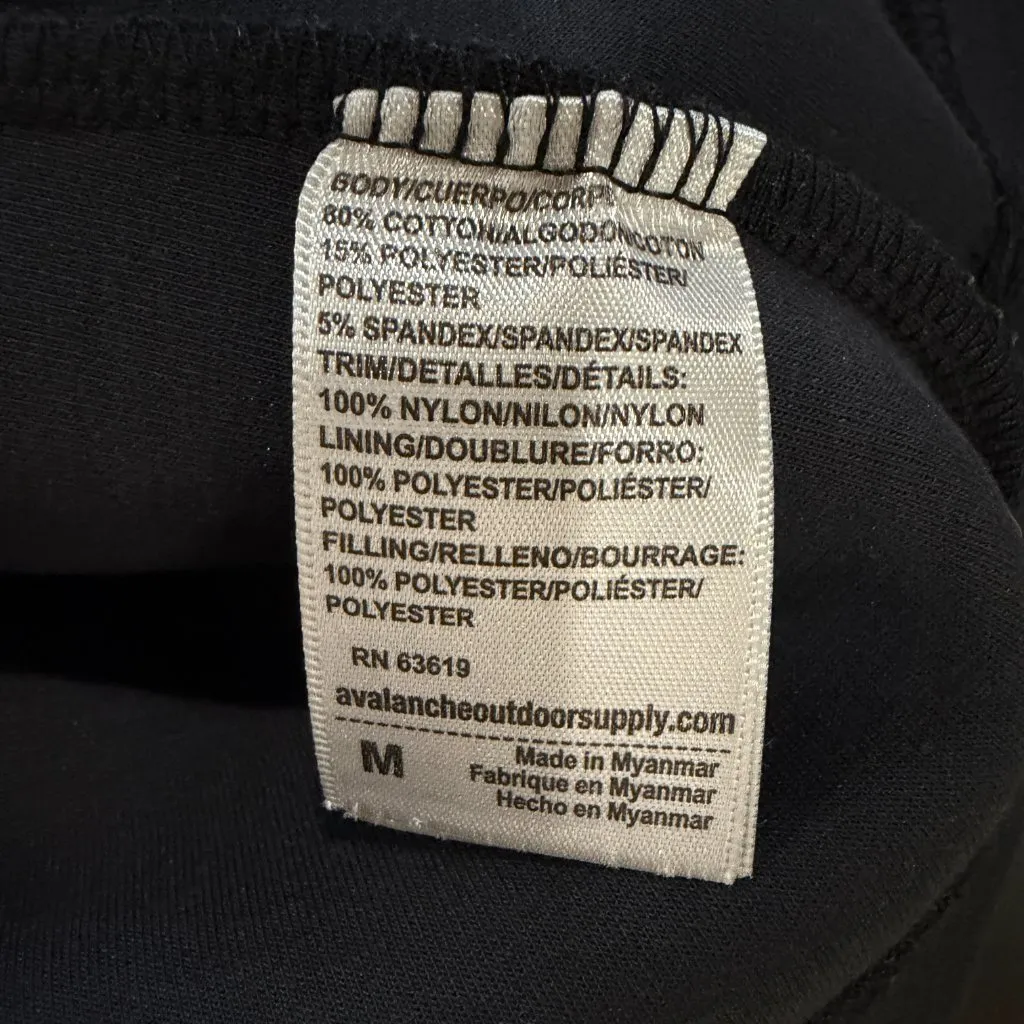 BODY/CUERPO/CORPS
80% COTTON/ALGODON/COTON
15% POLYESTER/POLIÉSTER/
POLYESTER
5% SPANDEX/SPANDEX/SPANDEX
TRIM/DETALLES/DÉTAILS:
100% NYLON/NILON/NYLON
LINING/DOUBLURE/FORRO:
100% POLYESTER/POLIÉSTER/
POLYESTER
FILLING/RELLENO/BOURRAGE:
100% POLYESTER/POLIÉSTER/
POLYESTER
RN 63619
avalancheoutdoorsupply.com
M
Made in Myanmar
Fabrique en Myanmar
Hecho en Myanmar